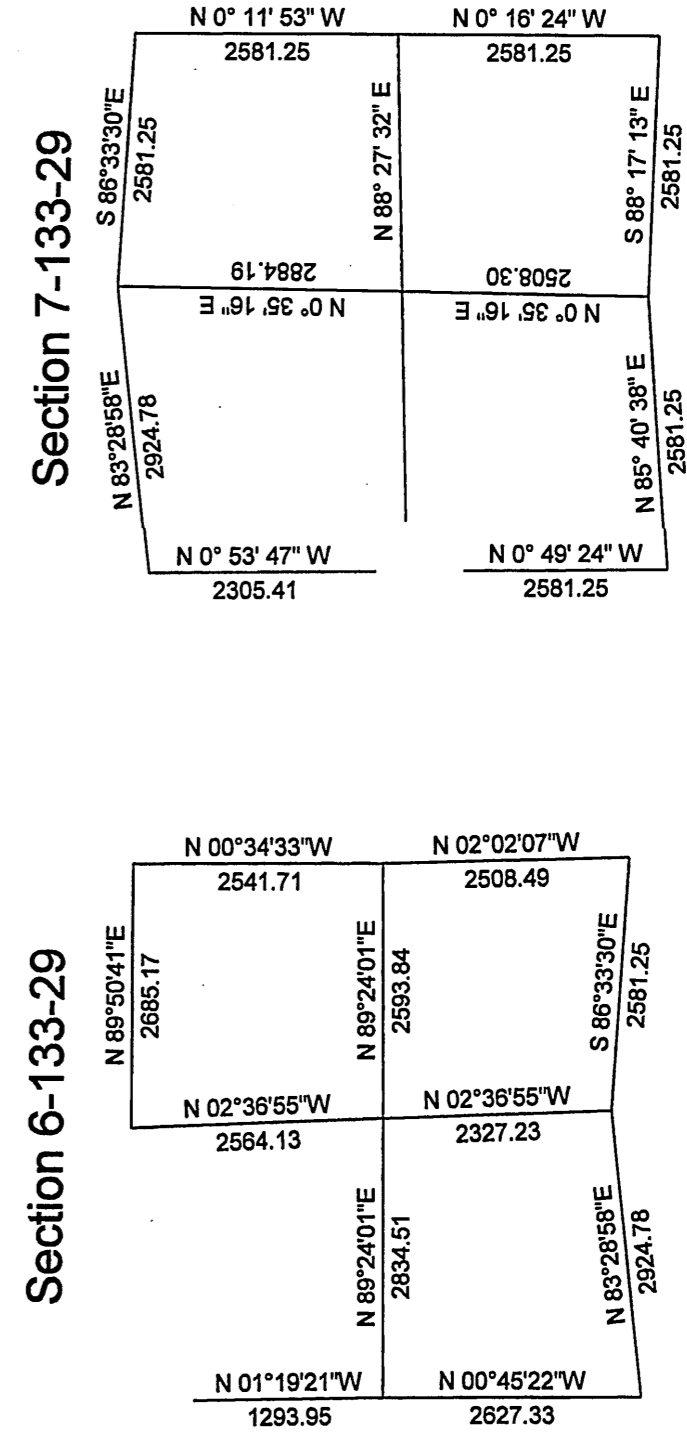 Section 7-133-29
N 0° 11' 53" W
2581.25
N 0° 16' 24" W
2581.25
S 86°33'30"E
2581.25
N 88° 27' 32" E
S 88° 17' 13" E
2581.25
2884.19
N 0° 35' 16" E
2508.30
N 0° 35' 16" E
N 83°28'58"E
2924.78
N 85° 40' 38" E
2581.25
N 0° 53' 47" W
2305.41
N 0° 49' 24" W
2581.25
Section 6-133-29
N 00°34'33"W
2541.71
N 02°02'07"W
2508.49
N 89°50'41"E
2685.17
N 89°24'01"E
2593.84
S 86°33'30"E
2581.25
N 02°36'55"W
2564.13
N 02°36'55"W
2327.23
N 89°24'01"E
2834.51
N 83°28'58"E
2924.78
N 01°19'21"W
1293.95
N 00°45'22"W
2627.33